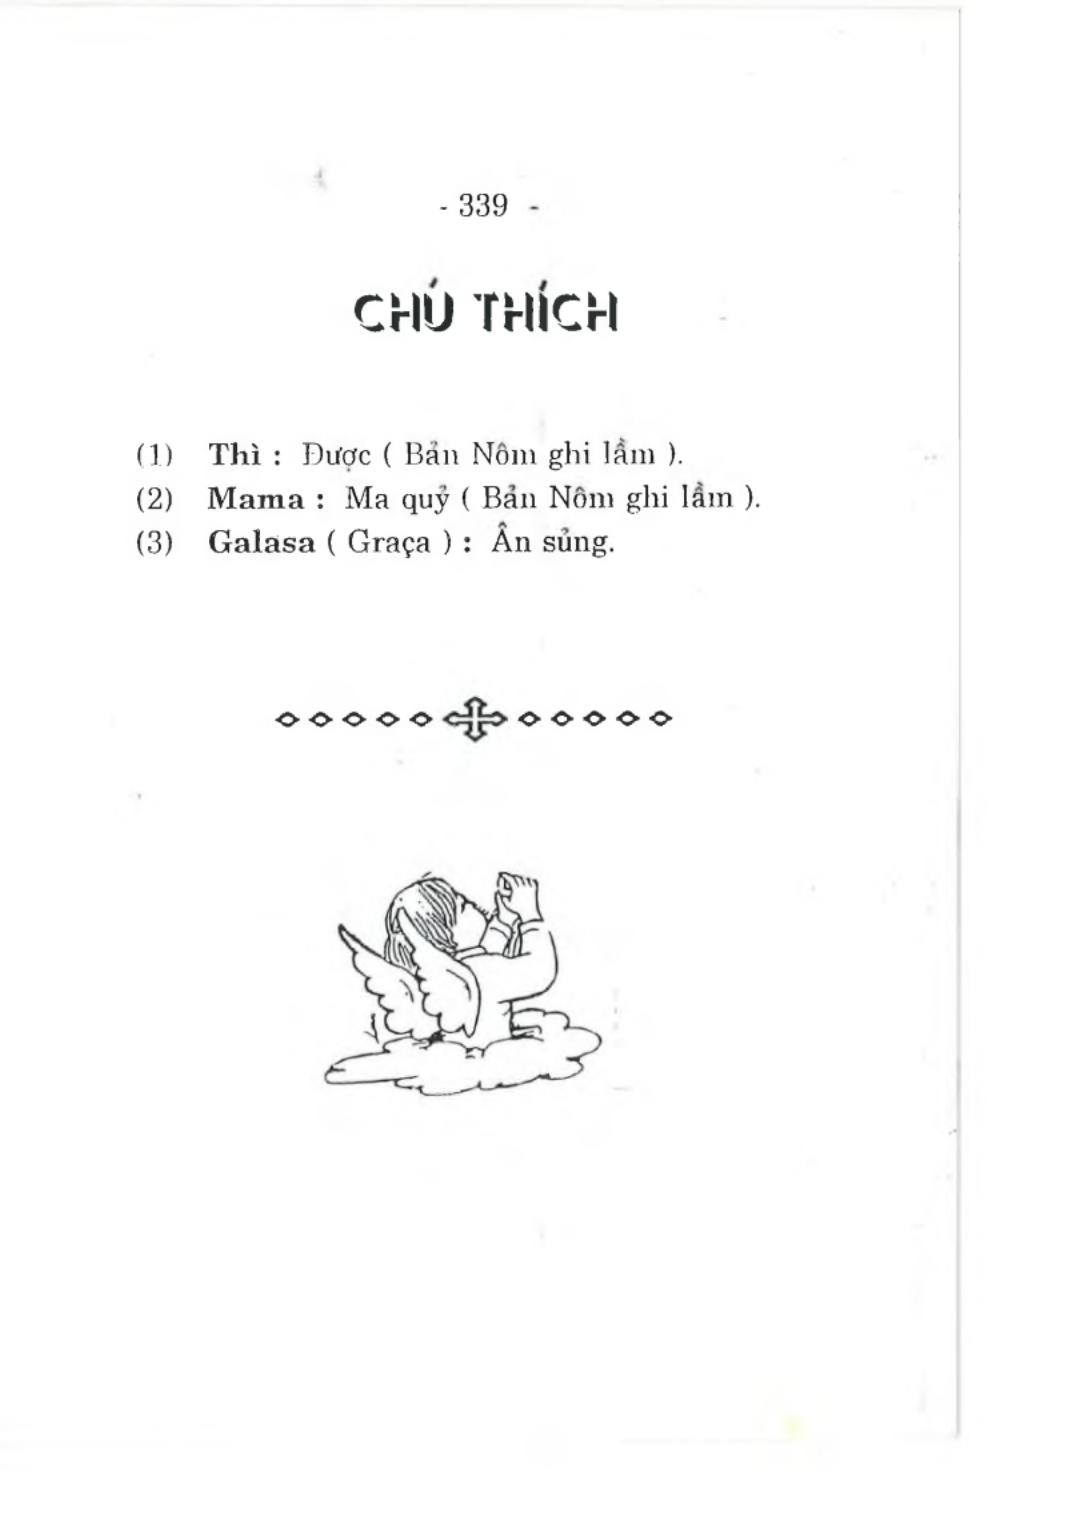 - 339 -
CHÚ THÍCH
(1) Thì : Được ( Bản Nôm ghi lầm ).
(2) Mama : Ma quỷ ( Bản Nôm ghi lầm ).
(3) Galasa ( Graça ) : Ân sủng.